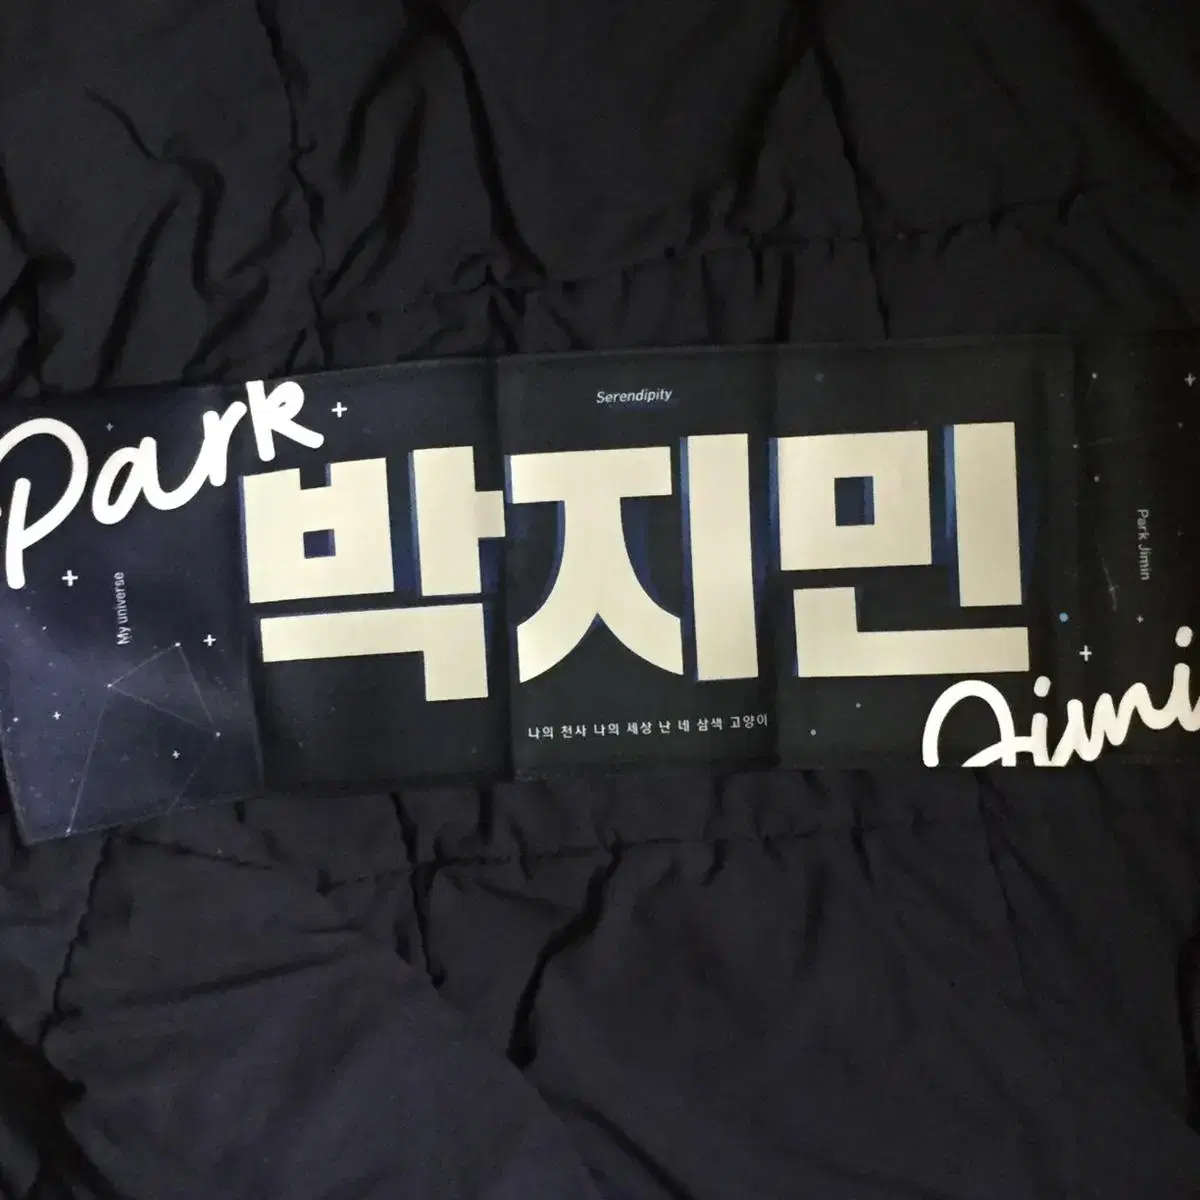 Park
My universe
Serendipity
박지민
나의 천사 나의 세상 난 네 삼색 고양이
Park Jimin
Jimi